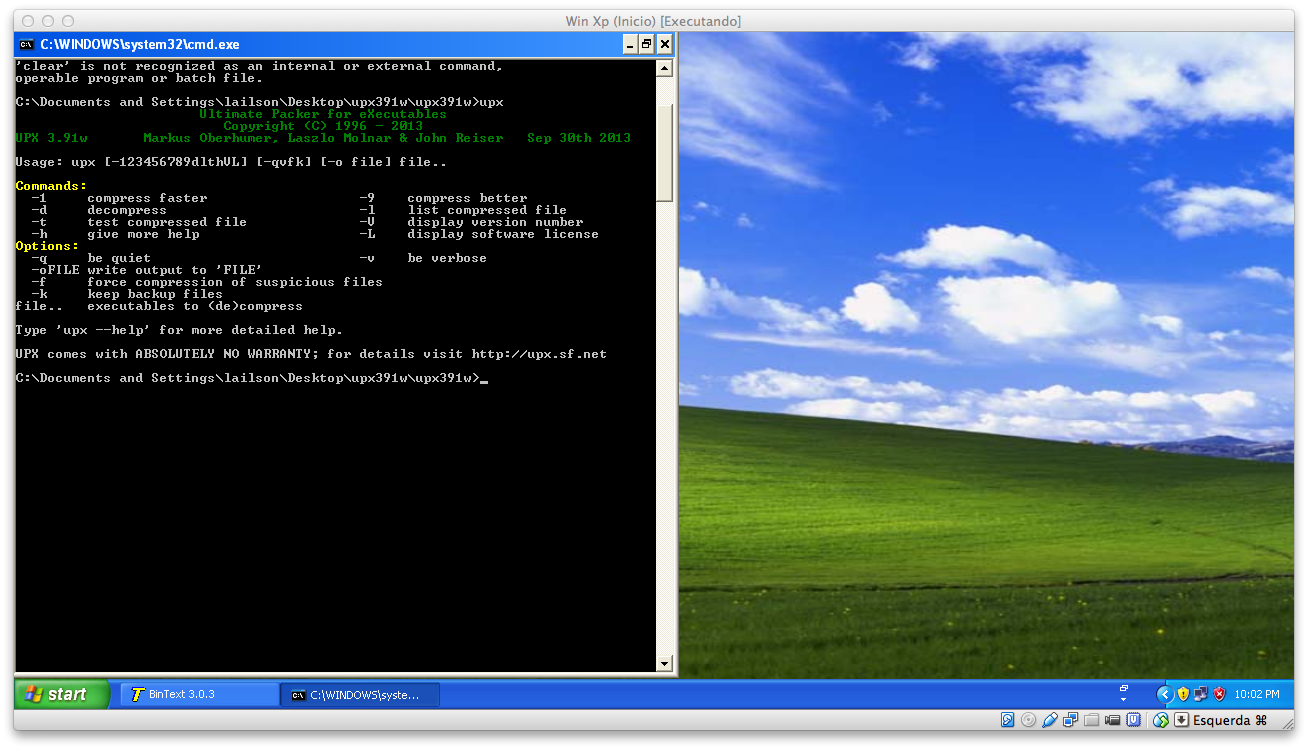 Win Xp (Inicio) [Executando]
C:\WINDOWS\system32\cmd.exe
'clear' is not recognized as an internal or external command,
operable program or batch file.
C:\Documents and Settings\lailson\Desktop\upx391w\upx391w>upx
Ultimate Packer for eXecutables
Copyright (C) 1996 - 2013
UPX 3.91w Markus Oberhumer, Laszlo Molnar & John Reiser Sep 30th 2013
Usage: upx [-123456789dlthVL] [-qvfk] [-o file] file..
Commands:
-1 compress faster -9 compress better
-d decompress -l list compressed file
-t test compressed file -V display version number
-h give more help -L display software license
Options:
-q be quiet -v be verbose
-oFILE write output to 'FILE'
-f force compression of suspicious files
-k keep backup files
file.. executables to (de)compress
Type 'upx --help' for more detailed help.
UPX comes with ABSOLUTELY NO WARRANTY; for details visit http://upx.sf.net
C:\Documents and Settings\lailson\Desktop\upx391w\upx391w>_
start BinText 3.0.3 C:\WINDOWS\syste... 10:02 PM
Esquerda ⌘